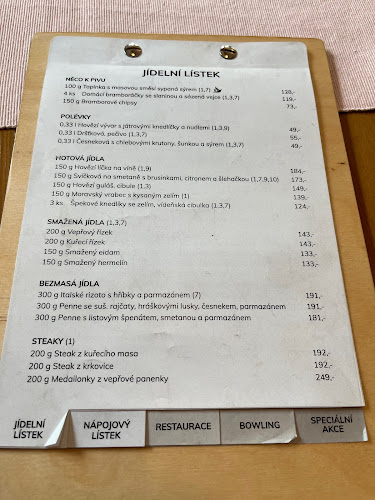 JÍDELNÍ LÍSTEK
NĚCO K PIVU
100 g Topinka s masovou směsí sypaná sýrem (1,7) 128,-
4 ks Domácí bramboráčky se slaninou a sázené vejce (1,3,7) 119,-
150 g Bramborové chipsy 73,-
POLÉVKY
0,33 l Hovězí vývar s játrovými knedlíčky a nudlemi (1,3,9) 49,-
0,33 l Dršťková, pečivo (1,3,7) 55,-
0,33 l Česneková s chlebovými krutony, šunkou a sýrem (1,3,7) 49,-
HOTOVÁ JÍDLA
150 g Hovězí líčka na víně (1,9) 184,-
150 g Svíčková na smetaně s brusinkami, citronem a šlehačkou (1,7,9,10) 173,-
150 g Hovězí guláš, cibule (1,3) 149,-
150 g Moravský vrabec s kysaným zelím (1) 139,-
3 ks Špekové knedlíky se zelím, vídeňská cibulka (1,3,7) 124,-
SMAŽENÁ JÍDLA (1,3,7)
200 g Vepřový řízek 143,-
200 g Kuřecí řízek 143,-
150 g Smažený eidam 133,-
150 g Smažený hermelín 133,-
BEZMASÁ JÍDLA
300 g Italské rizoto s hříbky a parmazánem (7) 191,-
300 g Penne se suš. rajčaty, hráškovými lusky, česnekem, parmazánem 191,-
300 g Penne s listovým špenátem, smetanou a parmazánem 181,-
STEAKY (1)
200 g Steak z kuřecího masa 192,-
200 g Steak z krkovice 192,-
200 g Medailonky z vepřové panenky 249,-
JÍDELNÍ LÍSTEK
NÁPOJOVÝ LÍSTEK
RESTAURACE
BOWLING
SPECIÁLNÍ AKCE